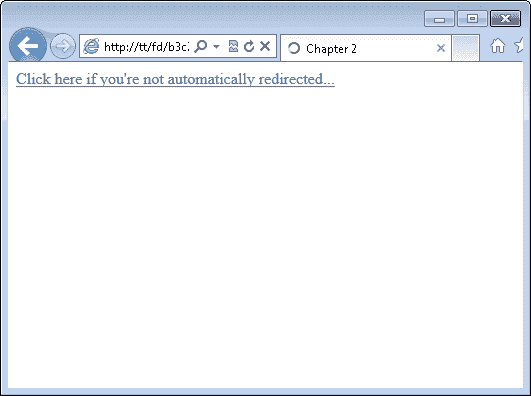 http://tt/fd/b3c Chapter 2
Click here if you're not automatically redirected...